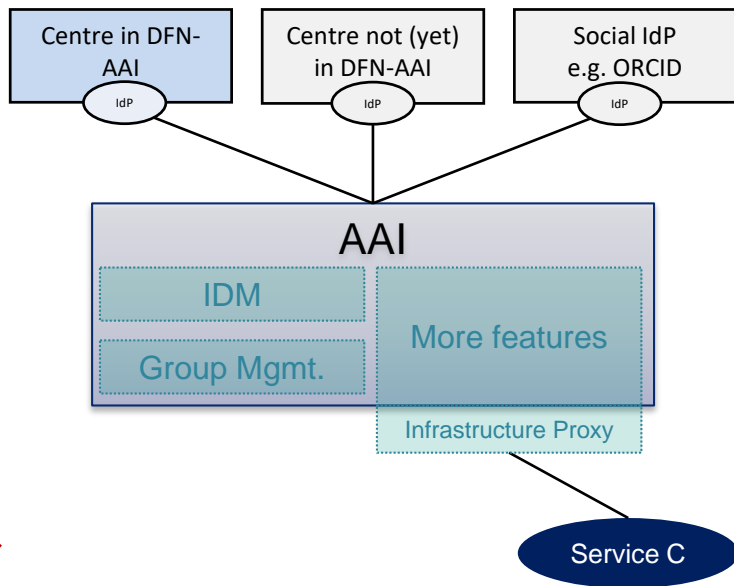 Centre in DFN-
AAI
IdP
Centre not (yet)
in DFN-AAI
IdP
Social IdP
e.g. ORCID
IdP
AAI
IDM
Group Mgmt.
More features
Infrastructure Proxy
Service C